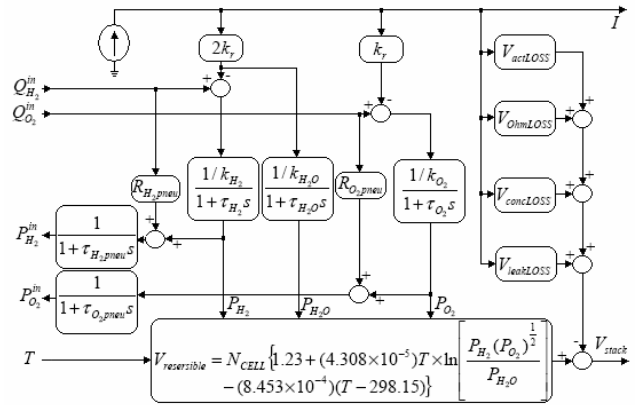 I
2k_r
k_r
V_actLOSS
Q_H2^in
+
-
Q_O2^in
+
-
V_OhmLOSS
+
+
R_H2pneu
(1/k_H2)/(1+τ_H2 s)
(1/k_H2O)/(1+τ_H2O s)
R_O2pneu
(1/k_O2)/(1+τ_O2 s)
V_concLOSS
+
+
P_H2^in
1/(1+τ_H2pneu s)
+
+
V_leakLOSS
+
+
P_O2^in
1/(1+τ_O2pneu s)
+
+
P_H2
P_H2O
P_O2
T
V_resersible = N_CELL{1.23+(4.308×10^-5)T×ln[P_H2(P_O2)^(1/2)/P_H2O]
-(8.453×10^-4)(T-298.15)}
+
-
V_stack